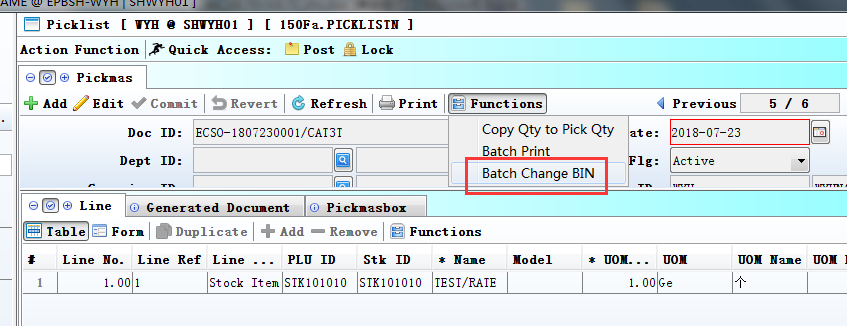 AME @ EPBSH-WYH | SHWYH01 ]
Picklist [ WYH @ SHWYH01 ] [ 150Fa.PICKLISTN ]
Action Function Quick Access: Post Lock
Pickmas
Add Edit Commit Revert Refresh Print Functions Previous 5 / 6
Copy Qty to Pick Qty
Batch Print
Batch Change BIN
Doc ID: ECSO-1807230001/CAT3T ate: 2018-07-23
Dept ID: Flg: Active
Line Generated Document Pickmasbox
Table Form Duplicate Add Remove Functions
# Line No. Line Ref Line ... PLU ID Stk ID * Name Model * UOM... UOM UOM Name UOM
1 1.00 1 Stock Item STK101010 STK101010 TEST/RATE 1.00 Ge 个